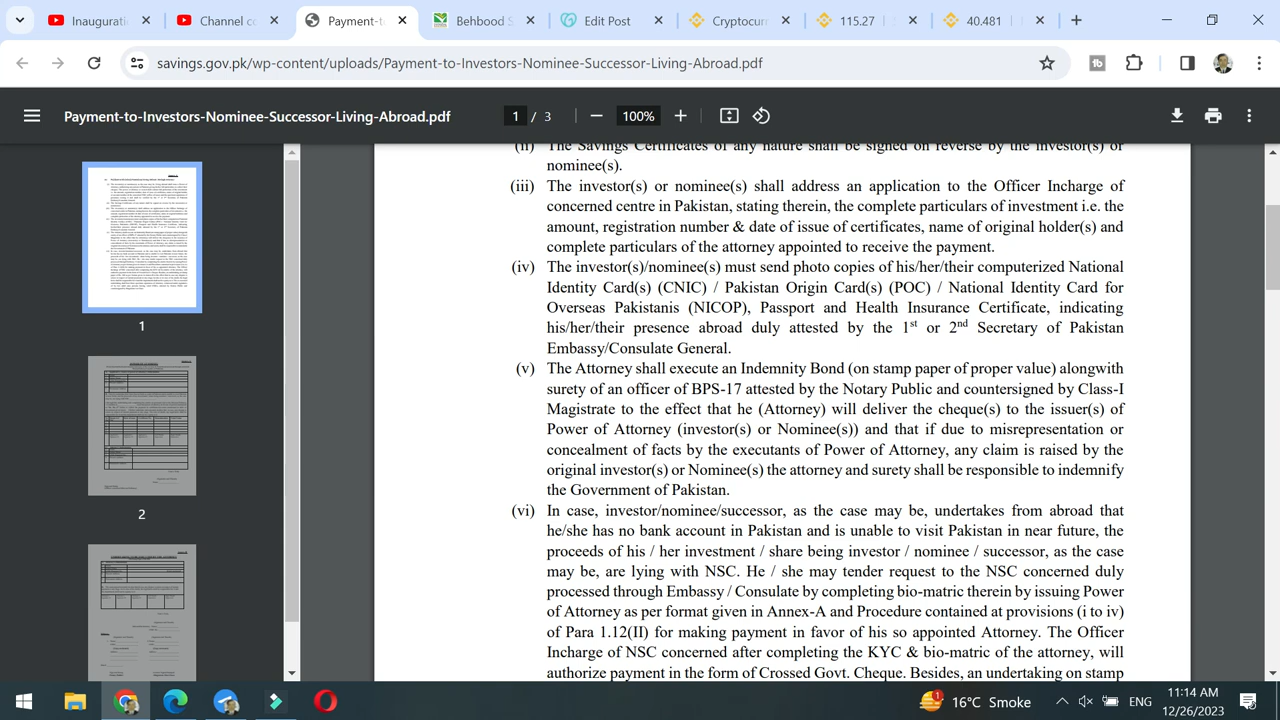 Inaugurati
Channel co
Payment-to
Behbood S
Edit Post
Cryptocurr
115.27
40.481
savings.gov.pk/wp-content/uploads/Payment-to-Investors-Nominee-Successor-Living-Abroad.pdf
Payment-to-Investors-Nominee-Successor-Living-Abroad.pdf
1 / 3
100%
1
2
(ii) The Savings Certificates of any nature shall be signed on reverse by the investor(s) or
nominee(s).
(iii) The investor(s) or nominee(s) shall address an application to the Officer Incharge of
concerned centre in Pakistan, stating therein, the complete particulars of investment i.e. the
amount, registration number & date of issue of certificates, name of original holder(s) and
complete particulars of the attorney appointed to receive the payment.
(iv) The investor(s)/nominee(s) must send photo copies of his/her/their computerized National
Identity Card(s) (CNIC) / Pakistan Origin Card(s) (POC) / National Identity Card for
Overseas Pakistanis (NICOP), Passport and Health Insurance Certificate, indicating
his/her/their presence abroad duly attested by the 1st or 2nd Secretary of Pakistan
Embassy/Consulate General.
(v) The Attorney shall execute an Indemnity Bond (on stamp paper of proper value) alongwith
surety of an officer of BPS-17 attested by the Notary Public and countersigned by Class-I
Magistrate to the effect that he (Attorney) will deliver the cheque(s) to the issuer(s) of
Power of Attorney (investor(s) or Nominee(s)) and that if due to misrepresentation or
concealment of facts by the executants of Power of Attorney, any claim is raised by the
original investor(s) or Nominee(s) the attorney and surety shall be responsible to indemnify
the Government of Pakistan.
(vi) In case, investor/nominee/successor, as the case may be, undertakes from abroad that
he/she has no bank account in Pakistan and is unable to visit Pakistan in near future, the
proceeds of his / her investment / share being investor / nominee / successor, as the case
may be, are lying with NSC. He / she may tender request to the NSC concerned duly
processed through Embassy / Consulate by completing bio-matric therein by issuing Power
of Attorney as per format given in Annex-A and Procedure contained at provisions (i to iv)
of Para 1.12(II) for making payment in favor of his so appointed Attorney. The Officer
Incharge of NSC concerned after completing the KYC & bio-matric of the attorney, will
authorize payment in the form of Crossed Govt. Cheque. Besides, an undertaking on stamp
16°C Smoke
ENG
11:14 AM
12/26/2023